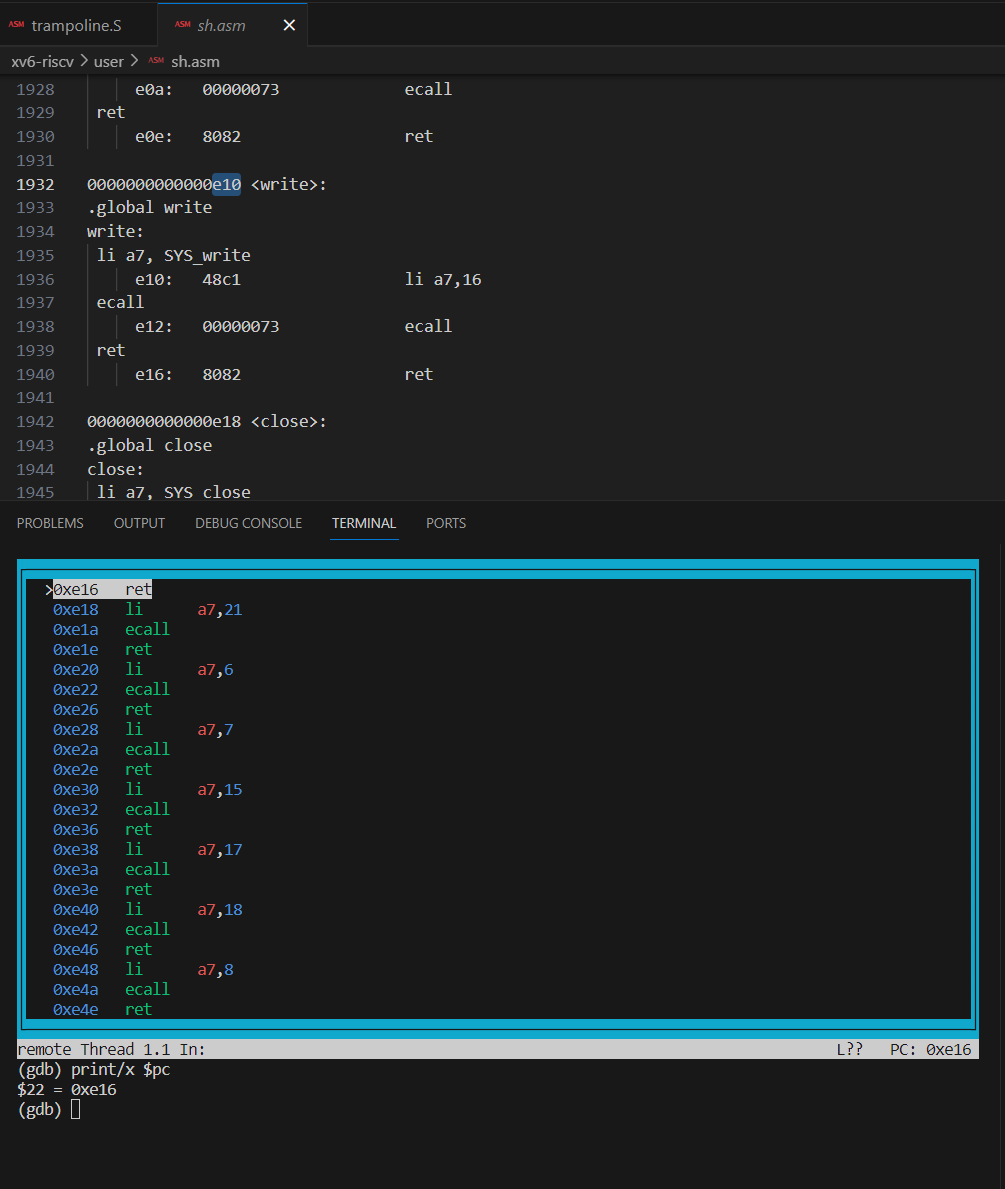 ASM trampoline.S ASM sh.asm ×
xv6-riscv > user > ASM sh.asm
1928 e0a: 00000073 ecall
1929 ret
1930 e0e: 8082 ret
1931
1932 0000000000000e10 <write>:
1933 .global write
1934 write:
1935 li a7, SYS_write
1936 e10: 48c1 li a7,16
1937 ecall
1938 e12: 00000073 ecall
1939 ret
1940 e16: 8082 ret
1941
1942 0000000000000e18 <close>:
1943 .global close
1944 close:
1945 li a7, SYS_close
PROBLEMS OUTPUT DEBUG CONSOLE TERMINAL PORTS
>0xe16 ret
0xe18 li a7,21
0xe1a ecall
0xe1e ret
0xe20 li a7,6
0xe22 ecall
0xe26 ret
0xe28 li a7,7
0xe2a ecall
0xe2e ret
0xe30 li a7,15
0xe32 ecall
0xe36 ret
0xe38 li a7,17
0xe3a ecall
0xe3e ret
0xe40 li a7,18
0xe42 ecall
0xe46 ret
0xe48 li a7,8
0xe4a ecall
0xe4e ret
remote Thread 1.1 In: L?? PC: 0xe16
(gdb) print/x $pc
$22 = 0xe16
(gdb)